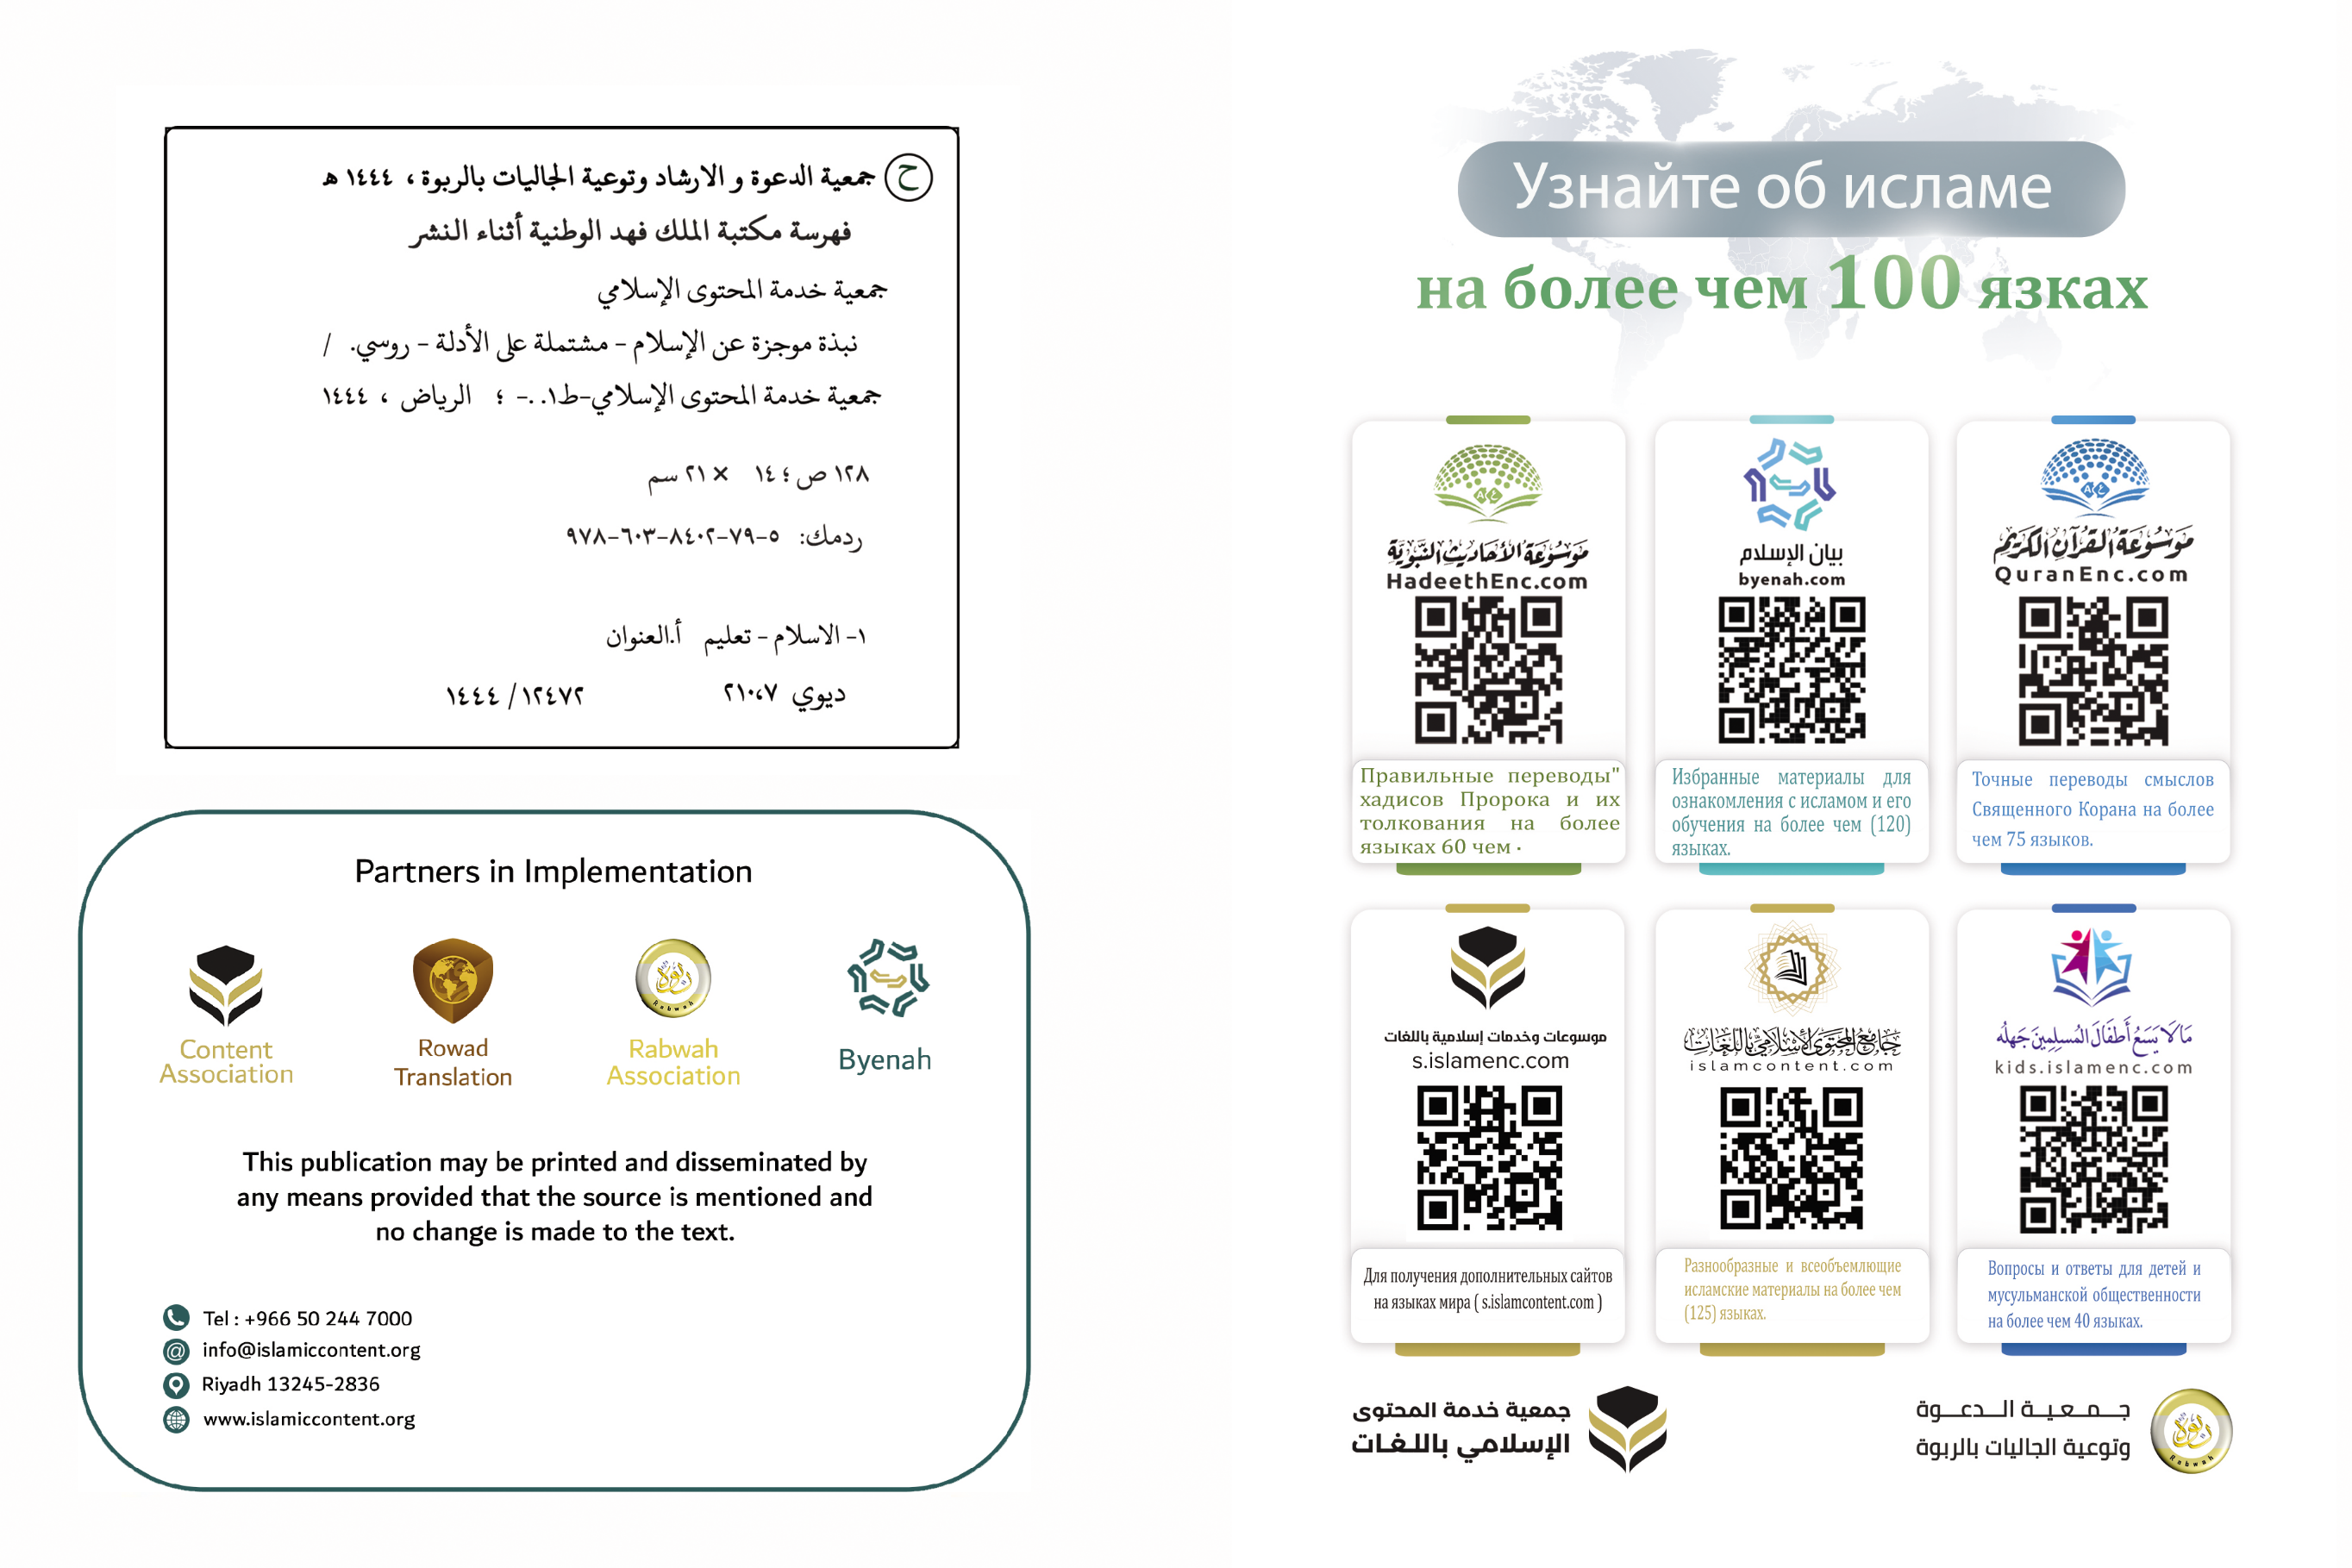 ح جمعية الدعوة و الارشاد وتوعية الجاليات بالربوة ، ١٤٤٤ هـ
فهرسة مكتبة الملك فهد الوطنية أثناء النشر
جمعية خدمة المحتوى الإسلامي
نبذة موجزة عن الإسلام - مشتملة على الأدلة - روسي. /
جمعية خدمة المحتوى الإسلامي-ط١. .- ؛ الرياض ، ١٤٤٤
١٢٨ ص ؛ ١٤ × ٢١ سم
ردمك: ٥-٧٩-٨٤٠٢-٦٠٣-٩٧٨
١- الاسلام - تعليم أ.العنوان
ديوي ٢١٠،٧ ١٤٤٤ / ١٢٤٧٢
Partners in Implementation
Content
Association
Rowad
Translation
Rabwah
Association
Byenah
This publication may be printed and disseminated by
any means provided that the source is mentioned and
no change is made to the text.
Tel : +966 50 244 7000
info@islamiccontent.org
Riyadh 13245-2836
www.islamiccontent.org
Узнайте об исламе
на более чем 100 язках
موسوعة الأحاديث النبوية
HadeethEnc.com
Правильные переводы"
хадисов Пророка и их
толкования на более
языках 60 чем .
بيان الإسلام
byenah.com
Избранные материалы для
ознакомления с исламом и его
обучения на более чем (120)
языках.
موسوعة القرآن الكريم
QuranEnc.com
Точные переводы смыслов
Священного Корана на более
чем 75 языков.
موسوعات وخدمات إسلامية باللغات
s.islamenc.com
Для получения дополнительных сайтов
на языках мира ( s.islamcontent.com )
جامع المحتوى الإسلامي باللغات
islamcontent.com
Разнообразные и всеобъемлющие
исламские материалы на более чем
(125) языках.
مَا لَا يَسَعُ أَطْفَالَ المُسلِمِينَ جَهلُه
kids.islamenc.com
Вопросы и ответы для детей и
мусульманской общественности
на более чем 40 языках.
جمعية خدمة المحتوى
الإسلامي باللغات
جـمـعـيـة الـدعـوة
وتوعية الجاليات بالربوة
Rabwah